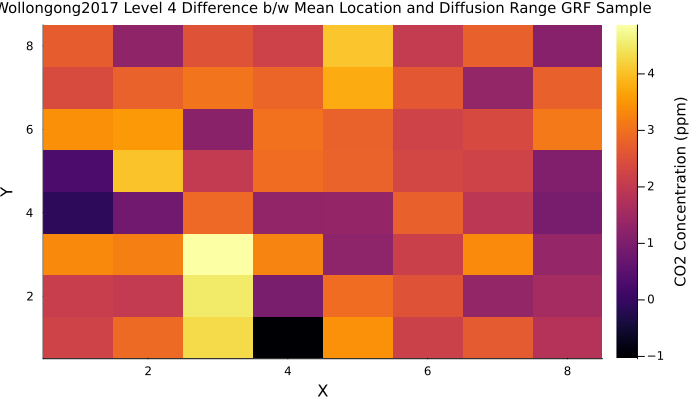 Wollongong2017 Level 4 Difference b/w Mean Location and Diffusion Range GRF Sample
8
6
4
2
Y
2 4 6 8
X
4
3
2
1
0
−1
CO2 Concentration (ppm)